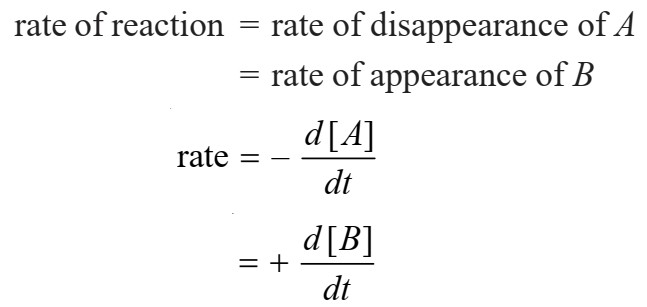 rate of reaction = rate of disappearance of A
= rate of appearance of B
rate = − d[A]/dt
= + d[B]/dt